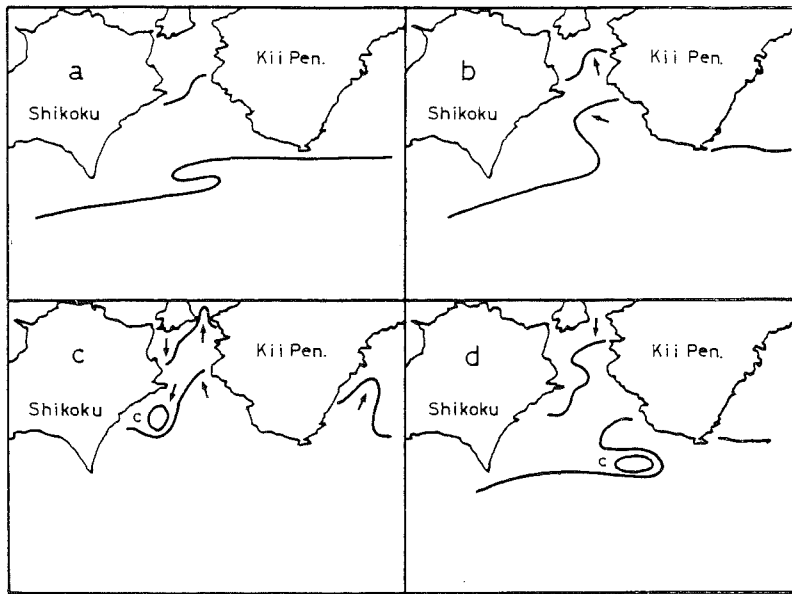 a
Kii Pen.
Shikoku
b
Kii Pen.
Shikoku
c
Kii Pen.
Shikoku
c
d
Kii Pen.
Shikoku
c